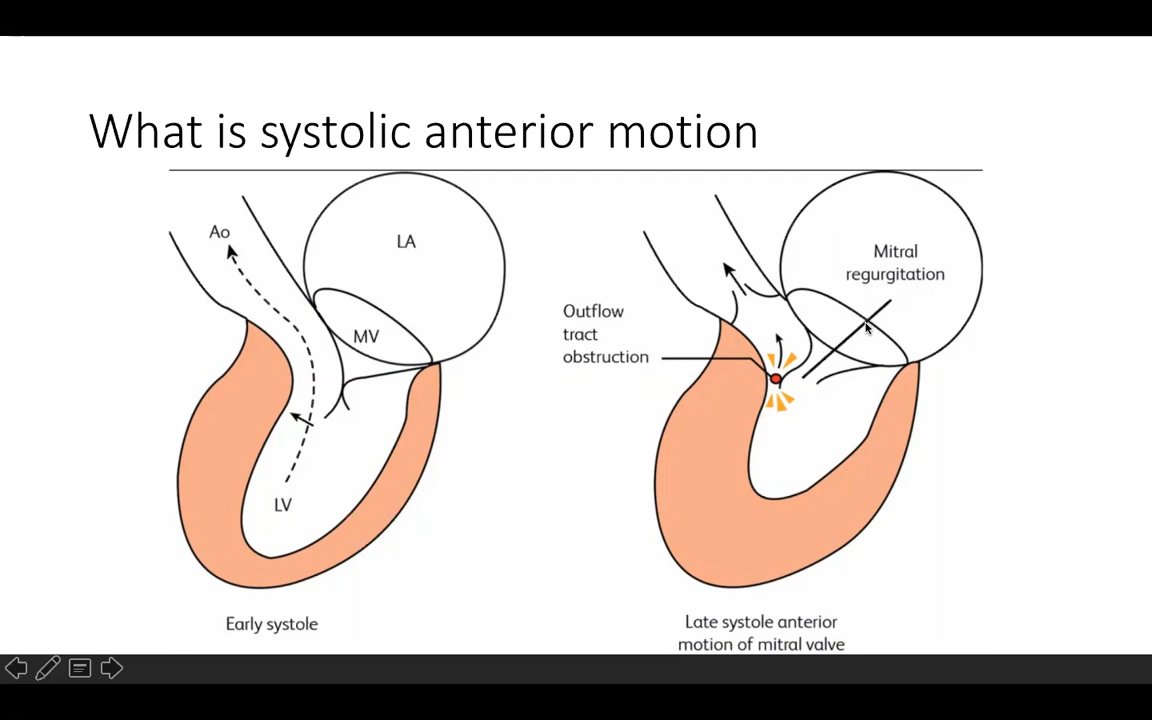 What is systolic anterior motion
Ao
LA
MV
LV
Early systole
Mitral
regurgitation
Outflow
tract
obstruction
Late systole anterior
motion of mitral valve